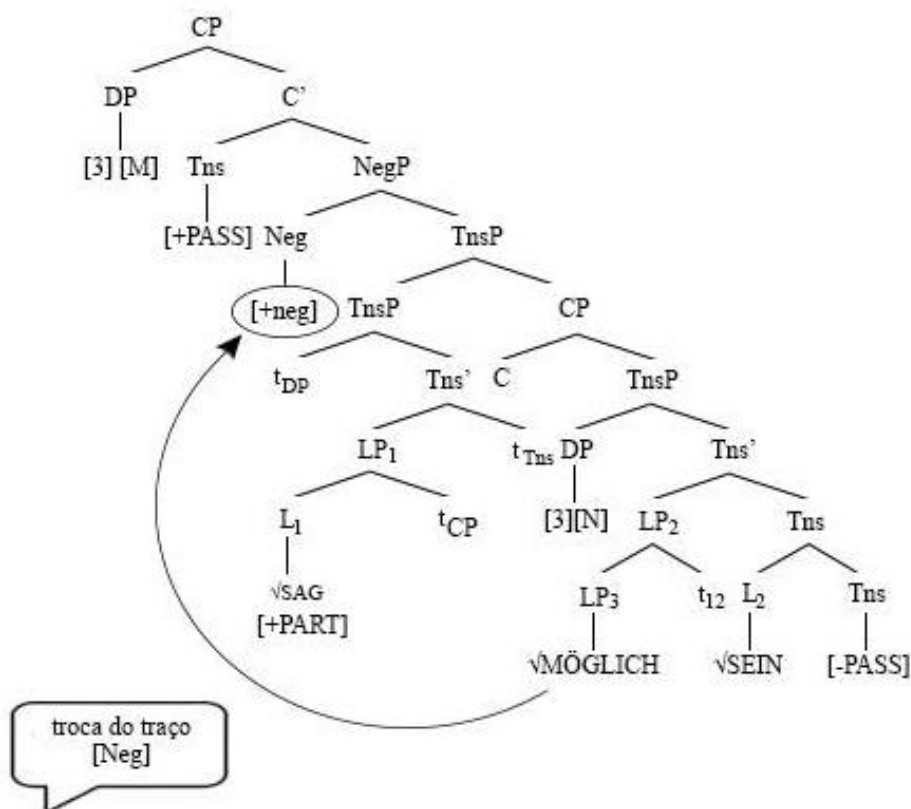 CP
DP C'
[3] [M] Tns NegP
[+PASS] Neg TnsP
[+neg] TnsP CP
tDP Tns' C TnsP
LP1 tTns DP Tns'
L1 tCP [3][N] LP2 Tns
√SAG LP3 t12 L2 Tns
[+PART] √MÖGLICH √SEIN [-PASS]
troca do traço
[Neg]